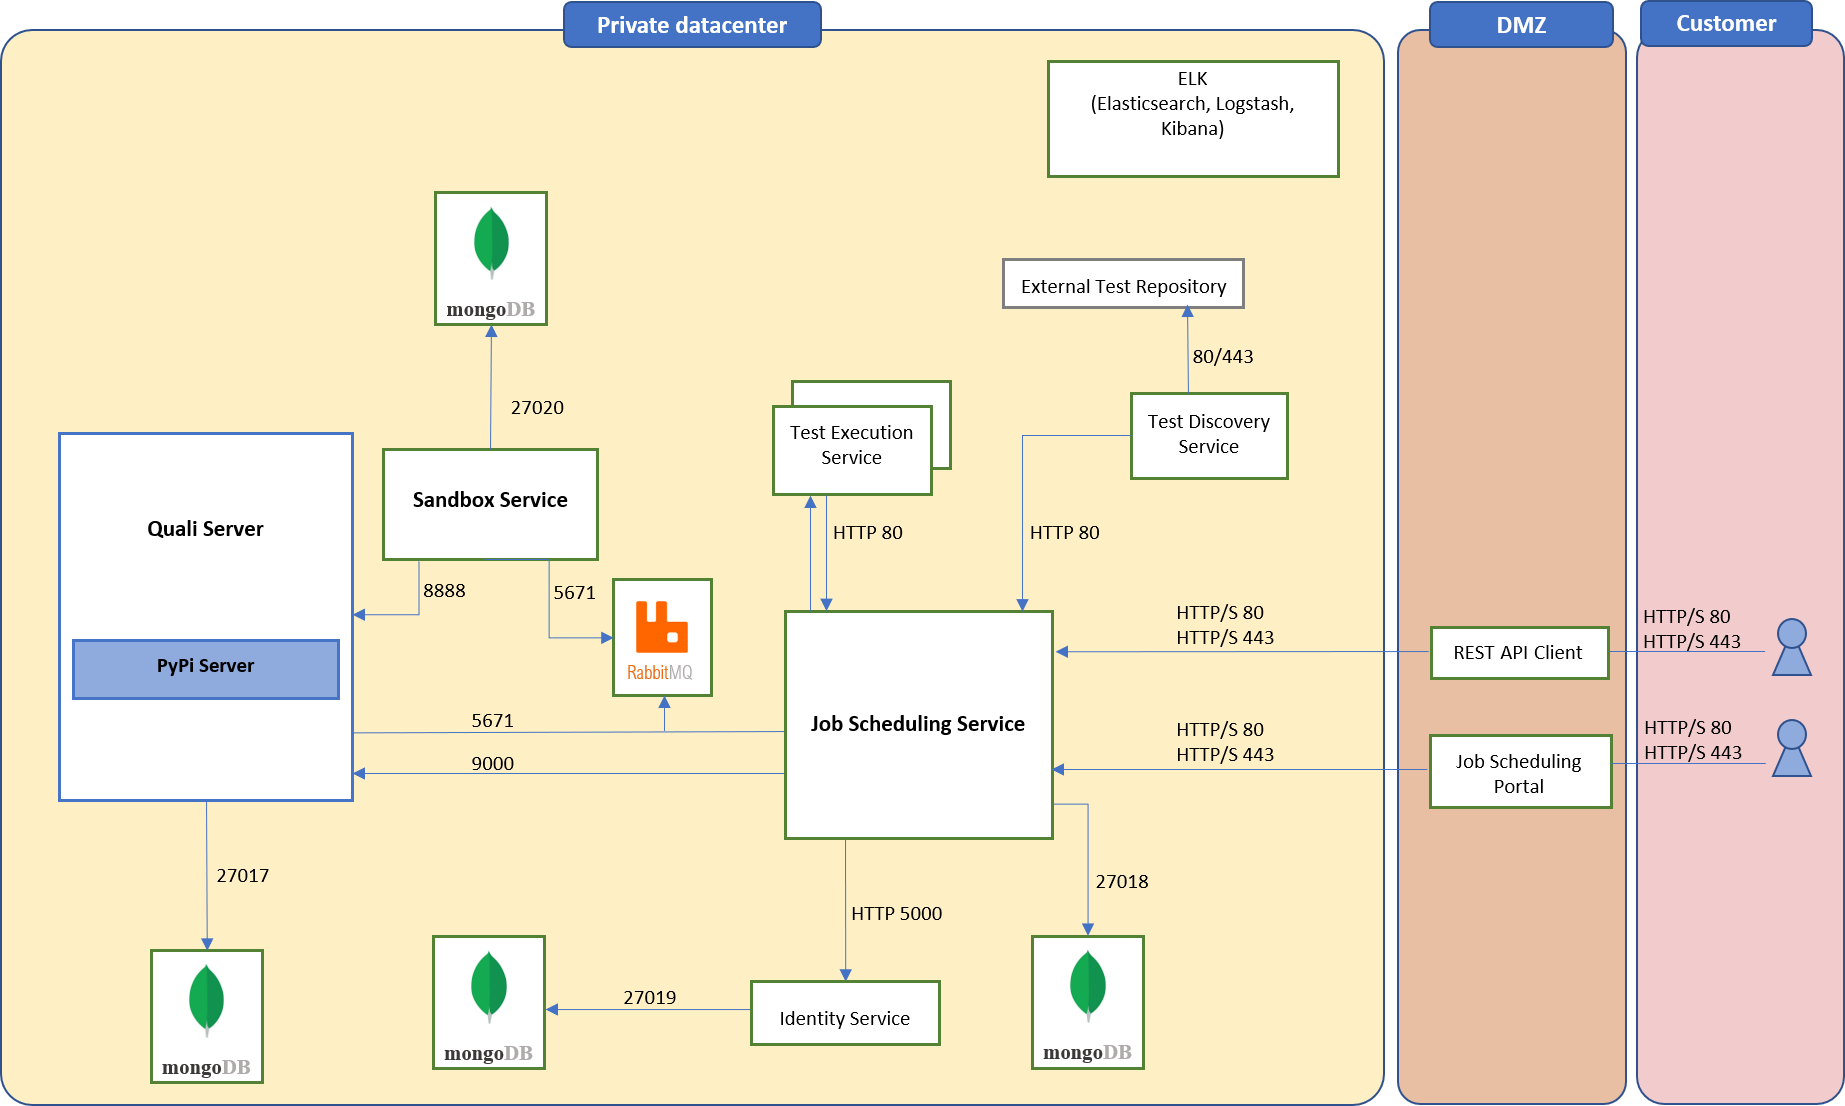 Private datacenter
DMZ
Customer
ELK
(Elasticsearch, Logstash,
Kibana)
mongoDB
External Test Repository
80/443
27020
Test Execution
Service
Test Discovery
Service
Sandbox Service
Quali Server
HTTP 80
HTTP 80
8888
5671
RabbitMQ
PyPi Server
HTTP/S 80
HTTP/S 443
REST API Client
HTTP/S 80
HTTP/S 443
5671
9000
Job Scheduling Service
HTTP/S 80
HTTP/S 443
Job Scheduling
Portal
HTTP/S 80
HTTP/S 443
27017
27018
HTTP 5000
27019
Identity Service
mongoDB
mongoDB
mongoDB